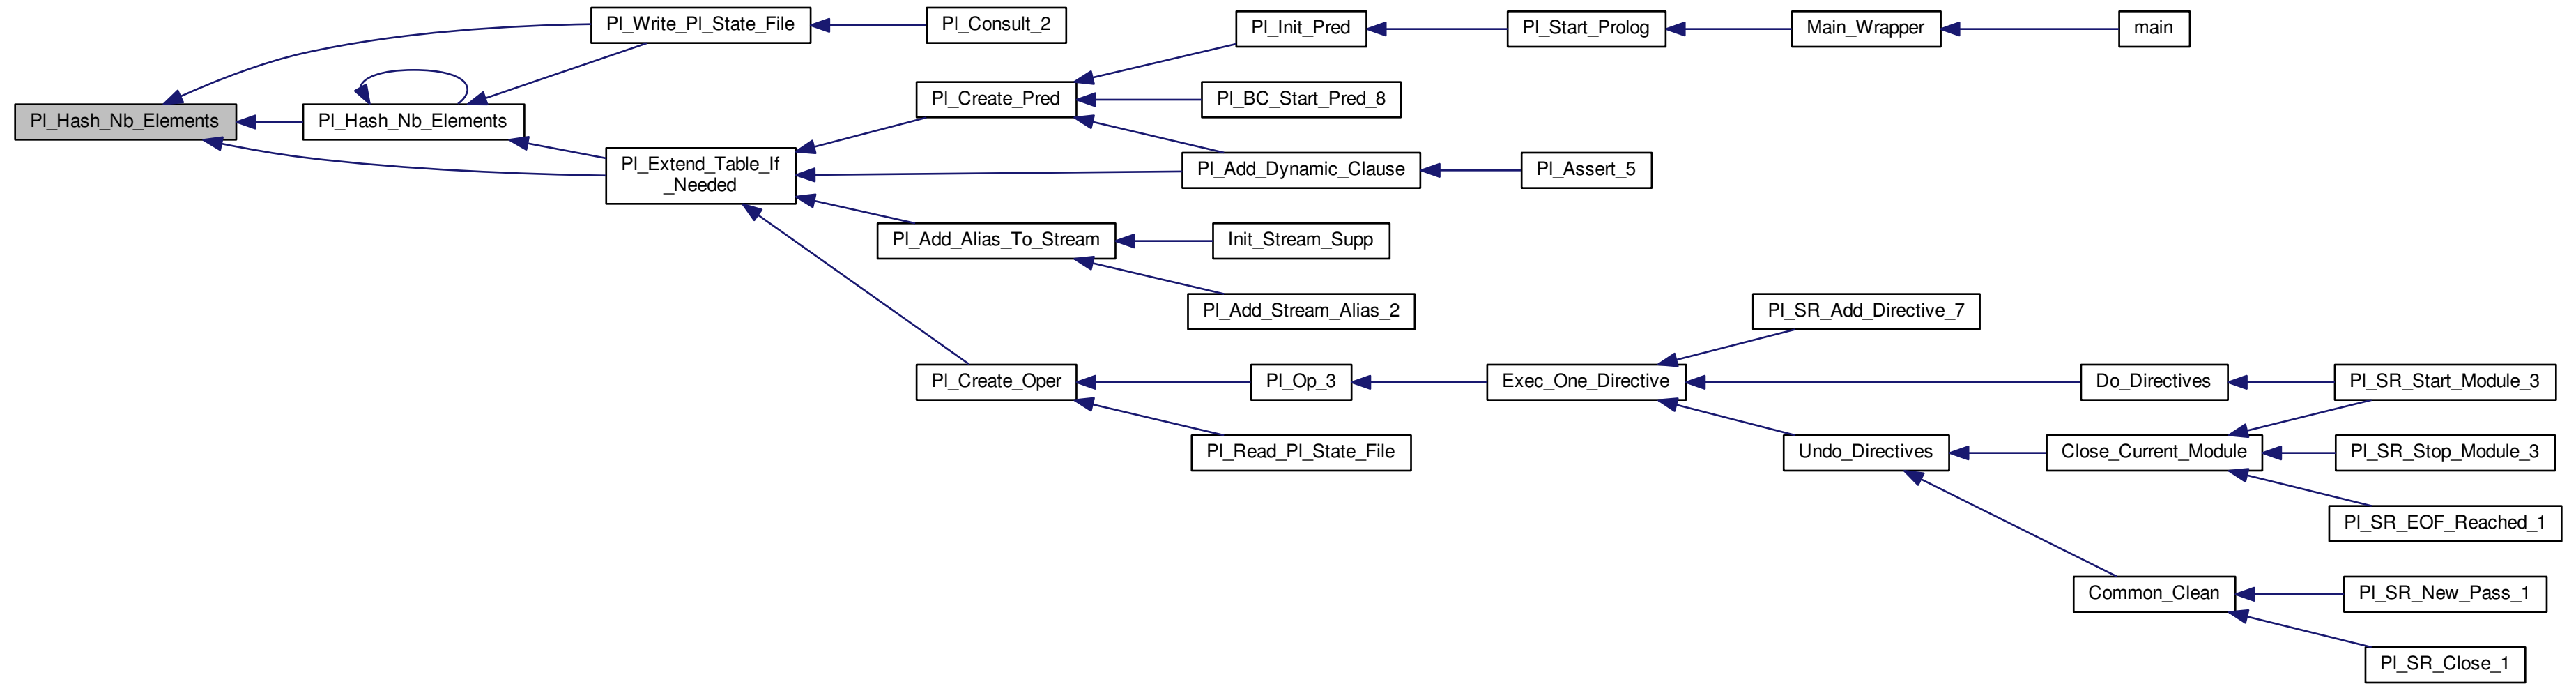 Pl_Write_Pl_State_File
Pl_Consult_2
Pl_Init_Pred
Pl_Start_Prolog
Main_Wrapper
main
Pl_Hash_Nb_Elements
Pl_Hash_Nb_Elements
Pl_Create_Pred
Pl_BC_Start_Pred_8
Pl_Extend_Table_If
_Needed
Pl_Add_Dynamic_Clause
Pl_Assert_5
Pl_Add_Alias_To_Stream
Init_Stream_Supp
Pl_Add_Stream_Alias_2
Pl_SR_Add_Directive_7
Pl_Create_Oper
Pl_Op_3
Exec_One_Directive
Do_Directives
Pl_SR_Start_Module_3
Pl_Read_Pl_State_File
Undo_Directives
Close_Current_Module
Pl_SR_Stop_Module_3
Pl_SR_EOF_Reached_1
Common_Clean
Pl_SR_New_Pass_1
Pl_SR_Close_1